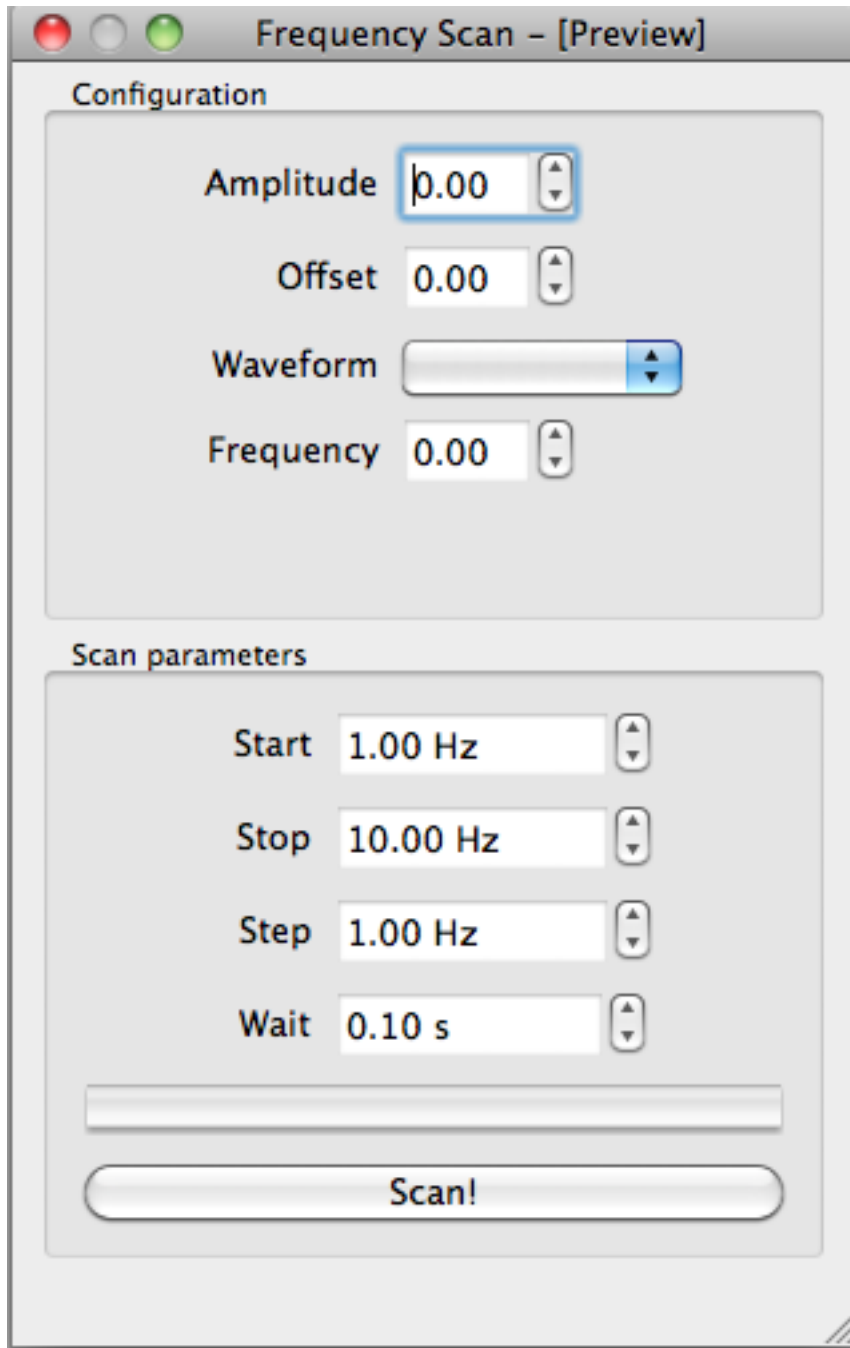 Frequency Scan – [Preview]
Configuration
Amplitude 0.00
Offset 0.00
Waveform
Frequency 0.00
Scan parameters
Start 1.00 Hz
Stop 10.00 Hz
Step 1.00 Hz
Wait 0.10 s
Scan!